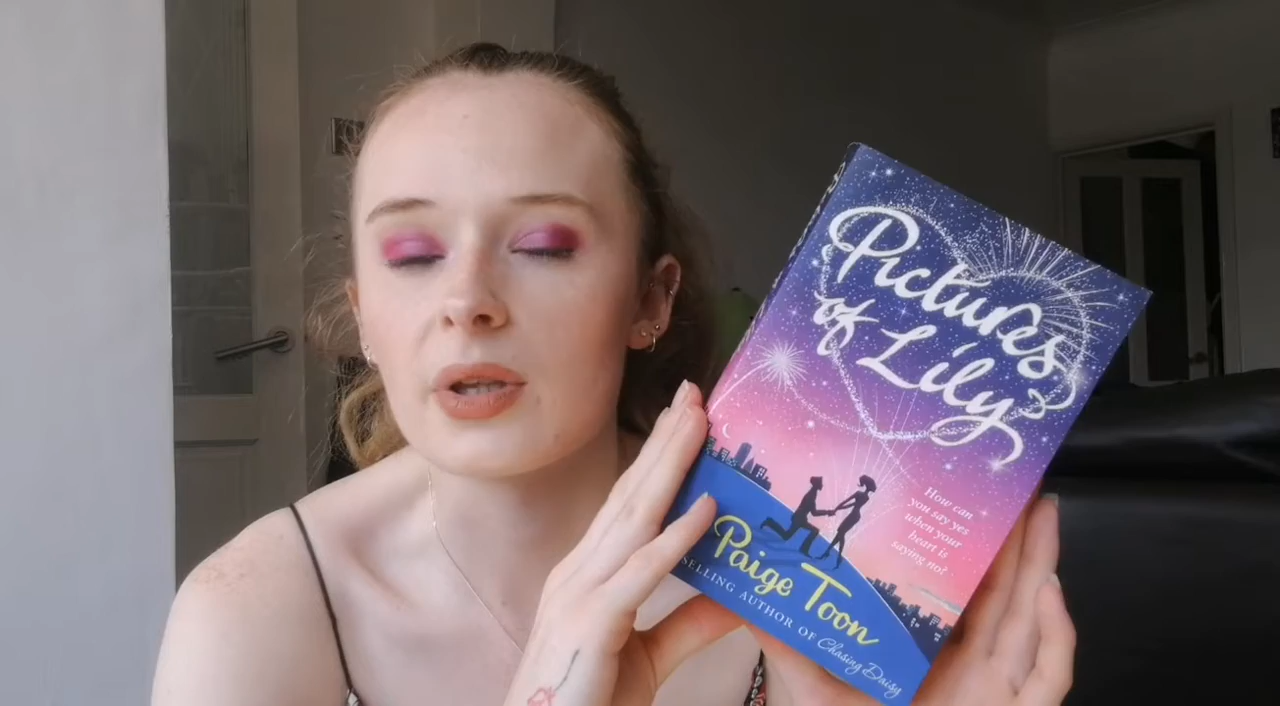 Pictures
of Lily
How can
you say yes
when your
heart is
saying no?
Paige Toon
SELLING AUTHOR OF Chasing Daisy